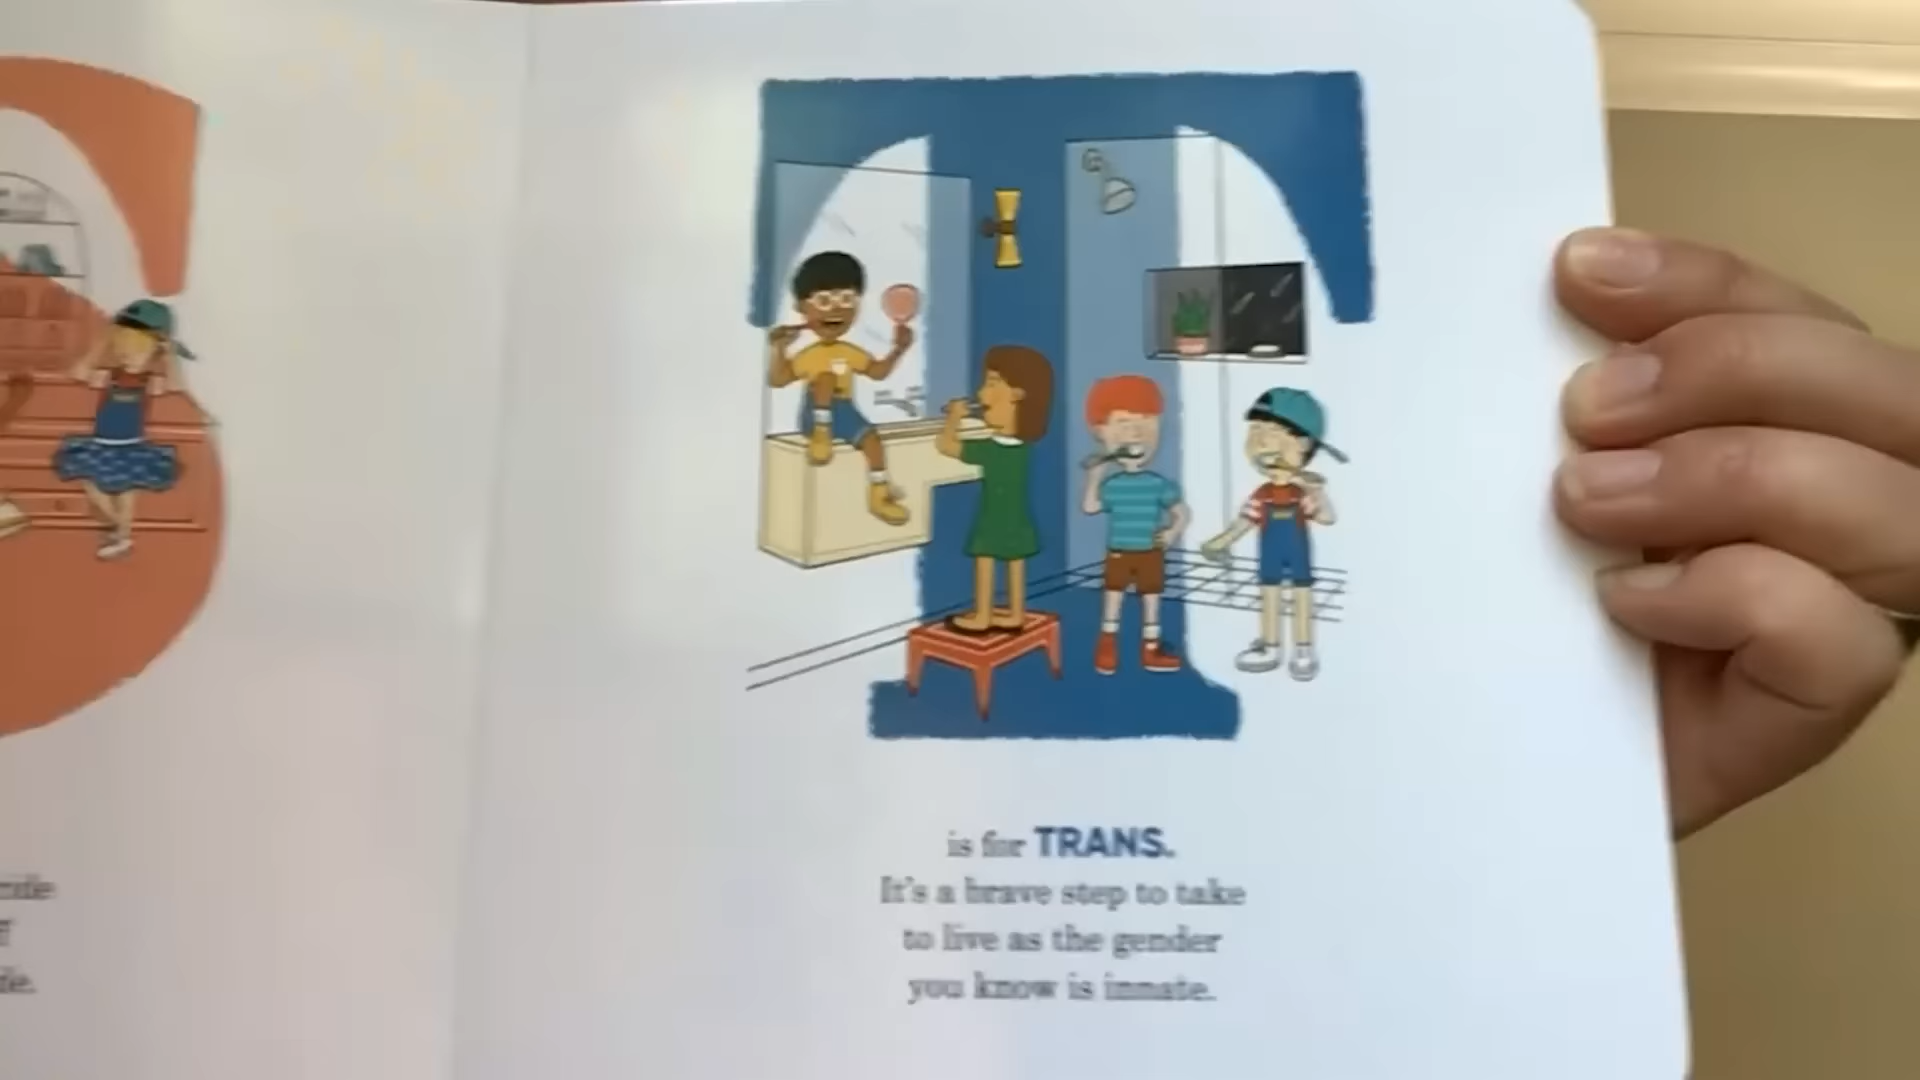 T
is for TRANS.
It's a brave step to take
to live as the gender
you know is innate.